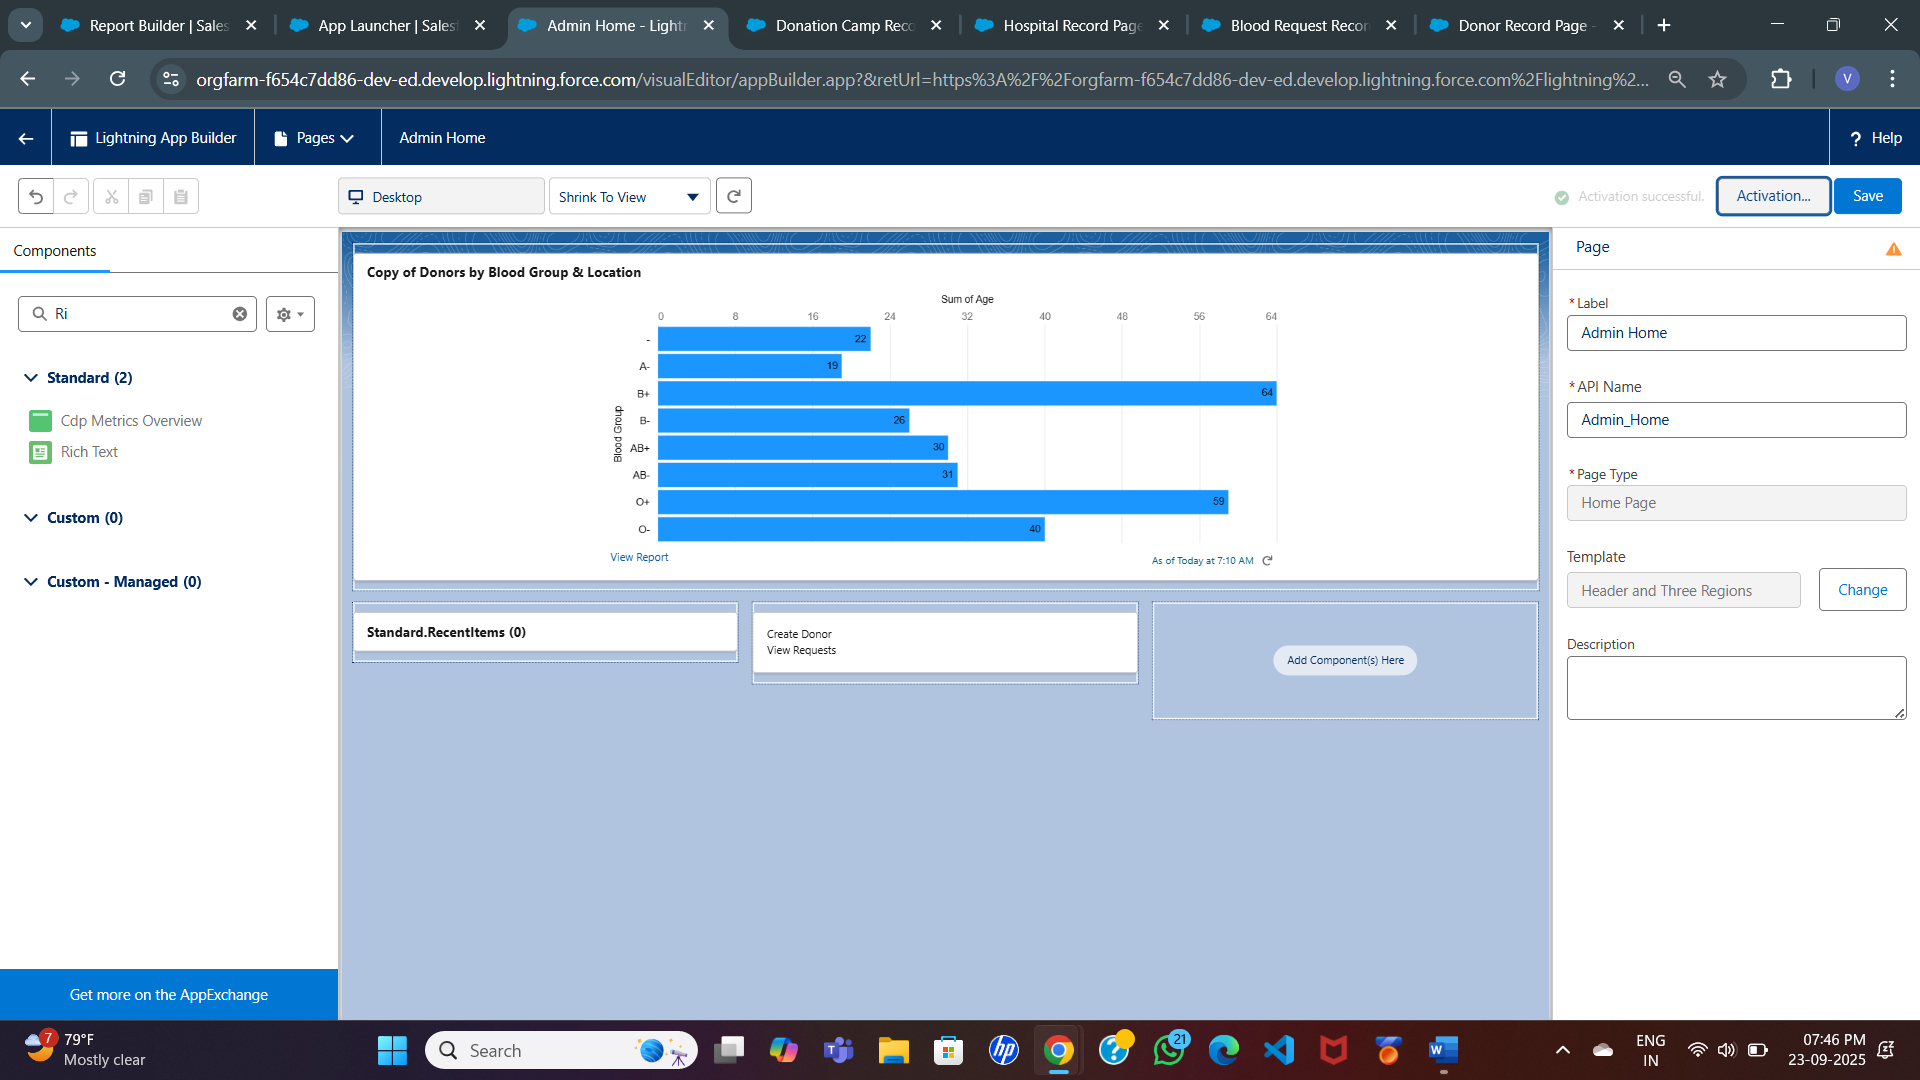 Report Builder | Sales
App Launcher | Sales
Admin Home - Light
Donation Camp Reco
Hospital Record Page
Blood Request Recor
Donor Record Page -
orgfarm-f654c7dd86-dev-ed.develop.lightning.force.com/visualEditor/appBuilder.app?&retUrl=https%3A%2F%2Forgfarm-f654c7dd86-dev-ed.develop.lightning.force.com%2Flightning%2...
V
Lightning App Builder
Pages
Admin Home
? Help
Desktop
Shrink To View
Activation successful.
Activation...
Save
Components
Ri
Standard (2)
Cdp Metrics Overview
Rich Text
Custom (0)
Custom - Managed (0)
Get more on the AppExchange
Copy of Donors by Blood Group & Location
Sum of Age
0 8 16 24 32 40 48 56 64
Blood Group
- 22
A- 19
B+ 64
B- 26
AB+ 30
AB- 31
O+ 59
O- 40
View Report
As of Today at 7:10 AM
Standard.RecentItems (0)
Create Donor
View Requests
Add Component(s) Here
Page
*Label
Admin Home
*API Name
Admin_Home
*Page Type
Home Page
Template
Header and Three Regions
Change
Description
7
79°F
Mostly clear
Search
21
ENG
IN
07:46 PM
23-09-2025